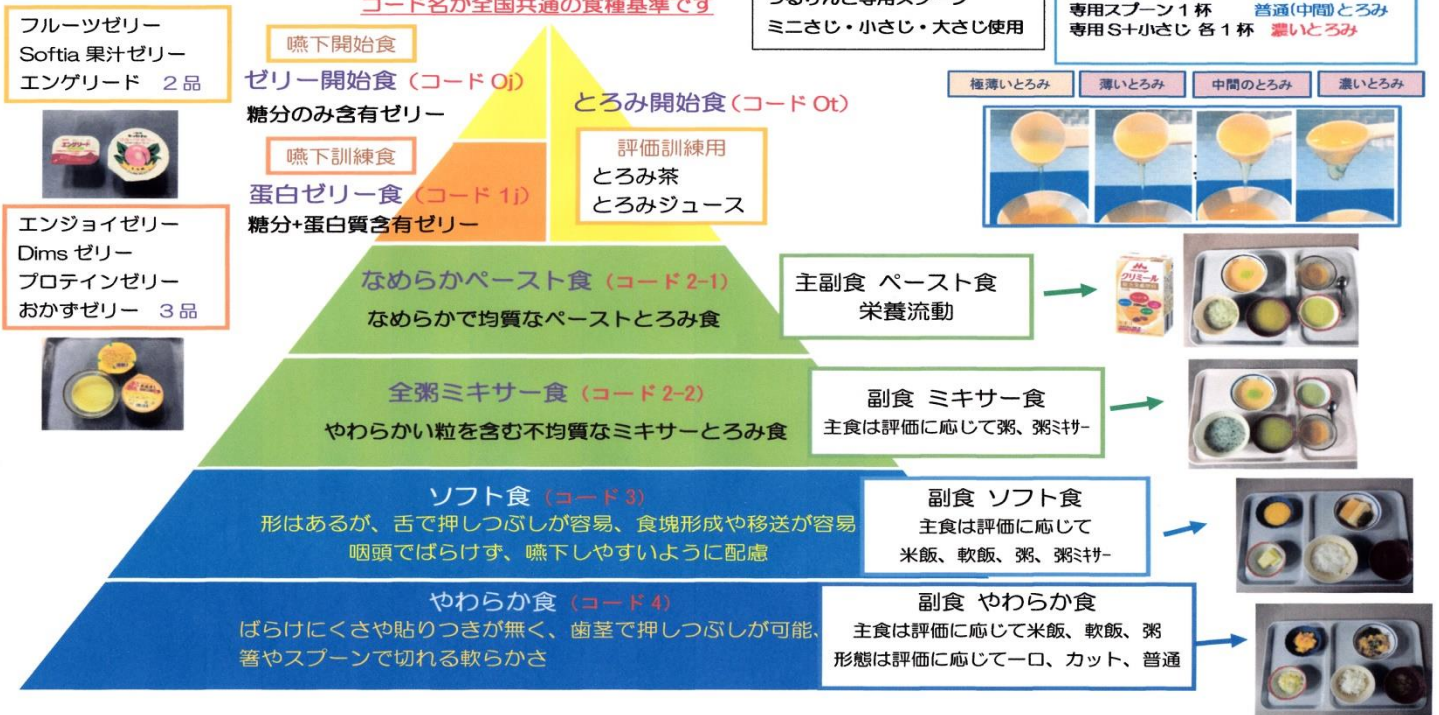 コード名が全国共通の食種基準です
ミニさじ・小さじ・大さじ使用
専用スプーン1杯 普通(中間)とろみ
専用S+小さじ 各1杯 濃いとろみ
フルーツゼリー
Softia 果汁ゼリー
エンゲリード 2品
嚥下開始食
ゼリー開始食(コード0j)
糖分のみ含有ゼリー
嚥下訓練食
蛋白ゼリー食(コード1j)
糖分+蛋白質含有ゼリー
エンジョイゼリー
Dims ゼリー
プロテインゼリー
おかずゼリー 3品
とろみ開始食(コード0t)
評価訓練用
とろみ茶
とろみジュース
極薄いとろみ
薄いとろみ
中間のとろみ
濃いとろみ
なめらかペースト食(コード2-1)
なめらかで均質なペーストとろみ食
主副食 ペースト食
栄養流動
クリミール
全粥ミキサー食(コード2-2)
やわらかい粒を含む不均質なミキサーとろみ食
副食 ミキサー食
主食は評価に応じて粥、粥ミキサー
ソフト食(コード3)
形はあるが、舌で押しつぶしが容易、食塊形成や移送が容易
咽頭でばらけず、嚥下しやすいように配慮
副食 ソフト食
主食は評価に応じて
米飯、軟飯、粥、粥ミキサー
やわらか食(コード4)
ばらけにくさや貼りつきが無く、歯茎で押しつぶしが可能、
箸やスプーンで切れる軟らかさ
副食 やわらか食
主食は評価に応じて米飯、軟飯、粥
形態は評価に応じて一口、カット、普通